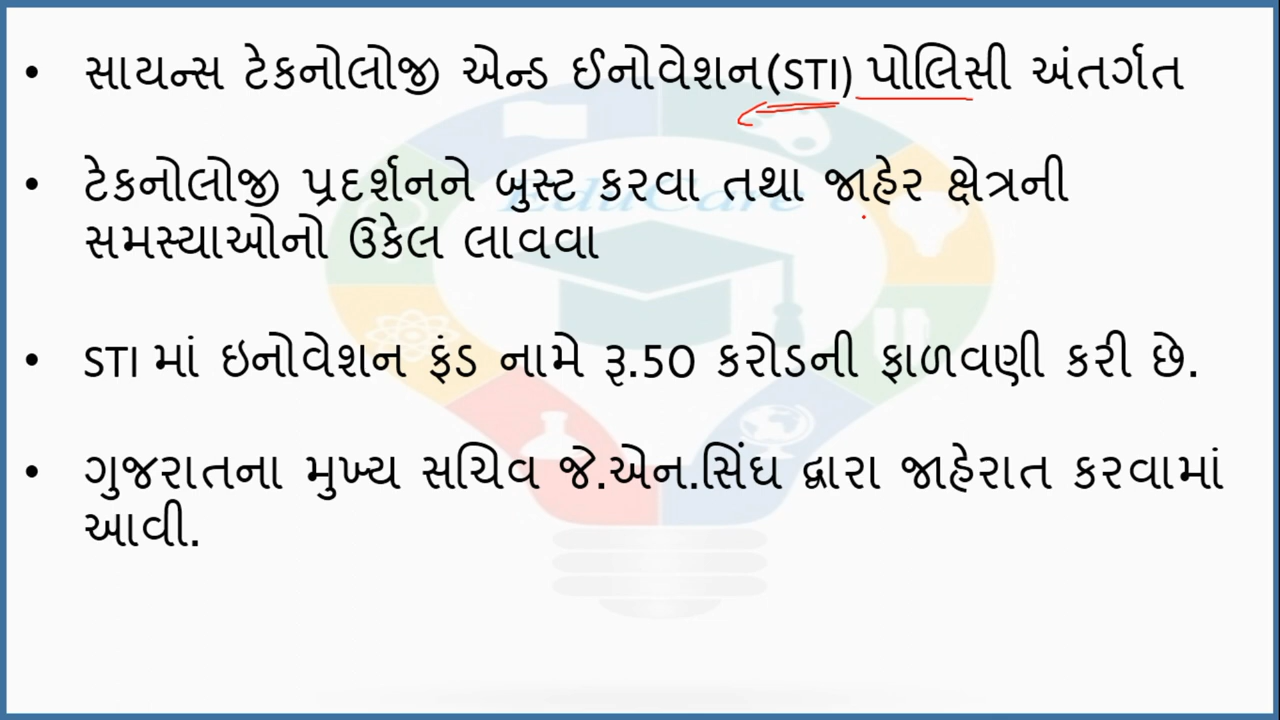 • સાયન્સ ટેકનોલોજી એન્ડ ઈનોવેશન(STI) પોલિસી અંતર્ગત
• ટેકનોલોજી પ્રદર્શનને બુસ્ટ કરવા તથા જાહેર ક્ષેત્રની
સમસ્યાઓનો ઉકેલ લાવવા
EduCare
• STI માં ઇનોવેશન ફંડ નામે રૂ.50 કરોડની ફાળવણી કરી છે.
• ગુજરાતના મુખ્ય સચિવ જે.એન.સિંઘ દ્વારા જાહેરાત કરવામાં
આવી.